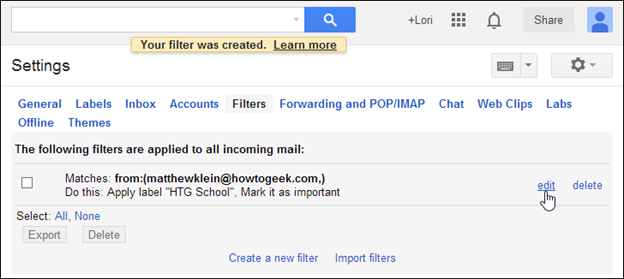 +Lori
Share
Your filter was created. Learn more
Settings
General Labels Inbox Accounts Filters Forwarding and POP/IMAP Chat Web Clips Labs
Offline Themes
The following filters are applied to all incoming mail:
Matches: from:(matthewklein@howtogeek.com,)
Do this: Apply label "HTG School", Mark it as important
edit delete
Select: All, None
Export Delete
Create a new filter Import filters